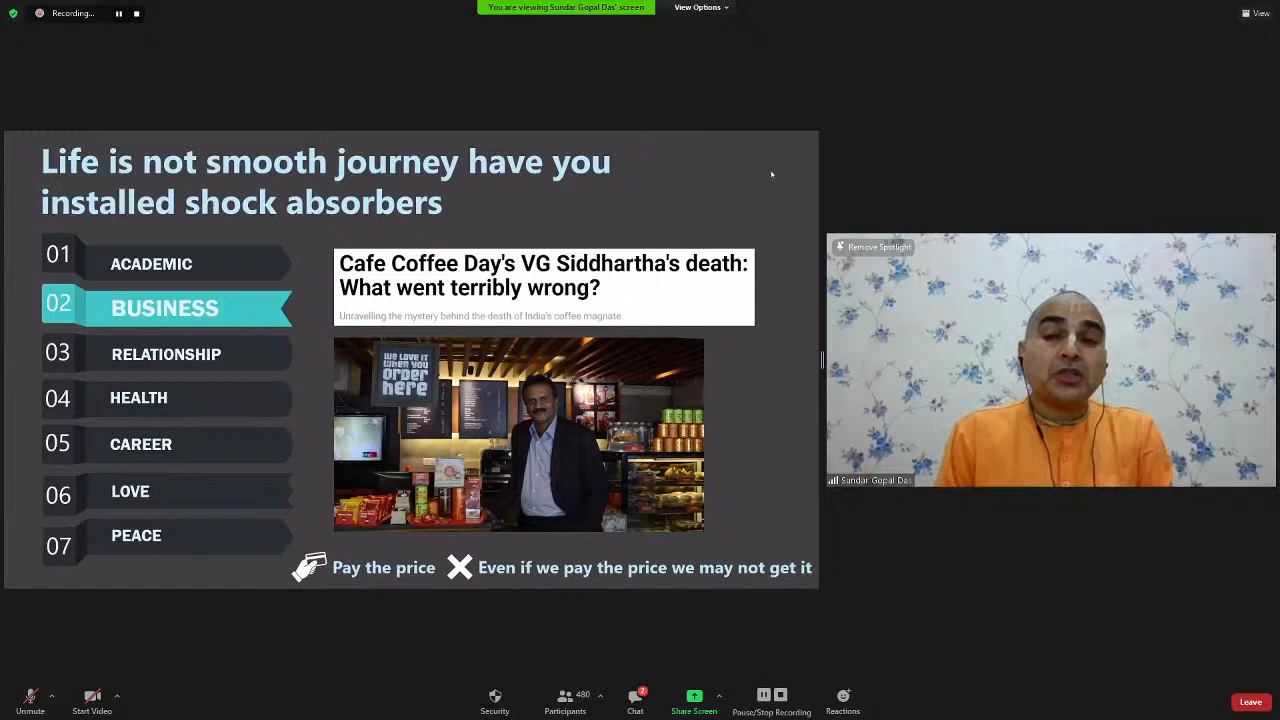 Recording...
You are viewing Sundar Gopal Das' screen
View Options
View
Life is not smooth journey have you
installed shock absorbers
01 ACADEMIC
02 BUSINESS
03 RELATIONSHIP
04 HEALTH
05 CAREER
06 LOVE
07 PEACE
Cafe Coffee Day's VG Siddhartha's death:
What went terribly wrong?
Unravelling the mystery behind the death of India's coffee magnate
WE LOVE IT
WHEN YOU
ORDER
HERE
Pay the price
Even if we pay the price we may not get it
Remove Spotlight
Sundar Gopal Das
Unmute
Start Video
Security
480
Participants
2
Chat
Share Screen
Pause/Stop Recording
Reactions
Leave